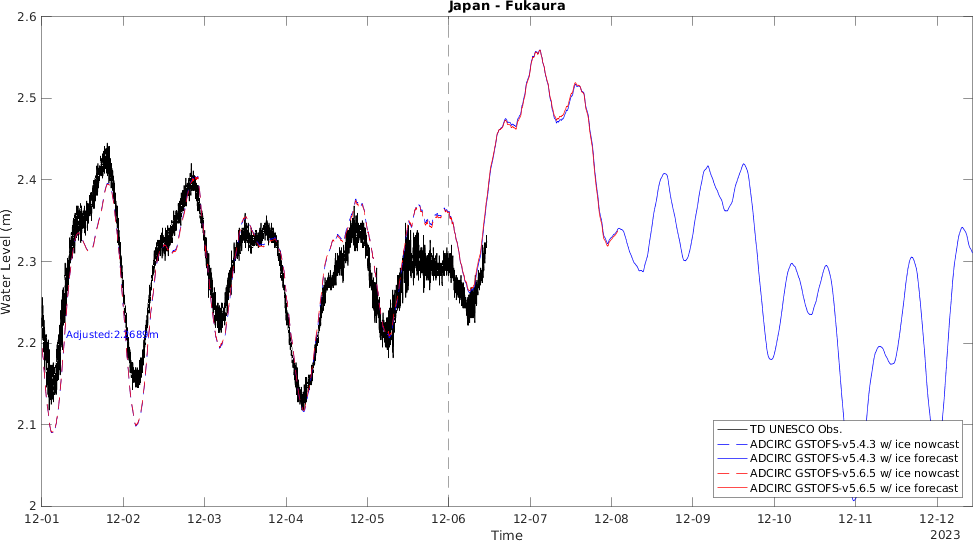 Japan - Fukaura
2.6
2.5
2.4
2.3
2.2
2.1
2
Water Level (m)
Adjusted:2.2689m
TD UNESCO Obs.
ADCIRC GSTOFS-v5.4.3 w/ ice nowcast
ADCIRC GSTOFS-v5.4.3 w/ ice forecast
ADCIRC GSTOFS-v5.6.5 w/ ice nowcast
ADCIRC GSTOFS-v5.6.5 w/ ice forecast
12-01 12-02 12-03 12-04 12-05 12-06 12-07 12-08 12-09 12-10 12-11 12-12
Time
2023